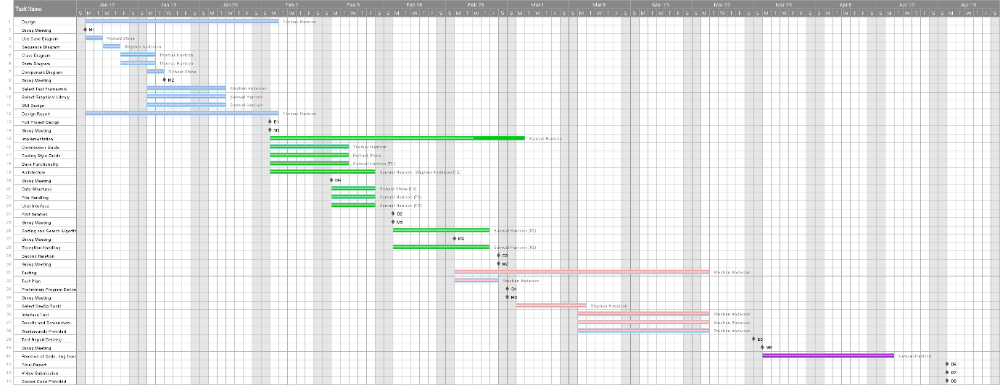 Task Name Jan 12 Jan 19 Jan 26 Feb 2 Feb 9 Feb 16 Feb 23 Mar 1 Mar 8 Mar 15 Mar 22 Mar 29 Apr 5 Apr 12 Apr 19
S M T W T F S S M T W T F S S M T W T F S S M T W T F S S M T W T F S S M T W T F S S M T W T F S S M T W T F S S M T W T F S S M T W T F S S M T W T F S S M T W T F S S M T W T F S S M T W T F S S M T W T F S
1 Design Thomas Harrison
2 Group Meeting M1
3 Use Case Diagram Richard Stone
4 Sequence Diagram Stephen Anderson
5 Class Diagram Thomas Harrison
6 State Diagram Thomas Harrison
7 Component Diagram Richard Stone
8 Group Meeting M2
9 Select Test Framework Stephen Anderson
10 Select Graphical Library Samuel Harrison
11 GUI Design Samuel Harrison
12 Design Report Thomas Harrison
13 Full Project Design D1
14 Group Meeting M3
15 Implementation Samuel Harrison
16 Contribution Guide Thomas Harrison
17 Coding Style Guide Richard Stone
18 Base Functionality Samuel Harrison (T1)
19 Architecture Samuel Harrison, Stephen Anderson (T2)
20 Group Meeting M4
21 Data Structures Richard Stone (T3)
22 File Handling Samuel Harrison (T4)
23 User Interface Samuel Harrison (T7)
24 First Iteration D2
25 Group Meeting M5
26 Sorting and Search Algorith Samuel Harrison (T5)
27 Group Meeting M6
28 Exception Handling Samuel Harrison (T6)
29 Second Iteration D3
30 Group Meeting M7
31 Testing Stephen Anderson
32 Test Plan Stephen Anderson
33 Preliminary Program Delive D4
34 Group Meeting M8
35 Select DevOp Tools Stephen Anderson
36 Interface Test Stephen Anderson
37 Results and Screenshots Stephen Anderson
38 Workarounds Provided Stephen Anderson
39 Test Report Delivery D5
40 Group Meeting M9
41 Revision of Code, bug fixes Samuel Harrison
42 Final Report D6
43 Video Submission D7
44 Source Code Provided D8